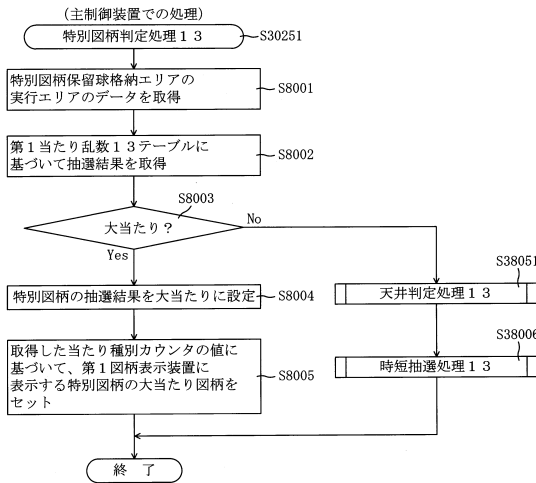 （主制御装置での処理）
特別図柄判定処理１３
S30251
特別図柄保留球格納エリアの
実行エリアのデータを取得
S8001
第１当たり乱数１３テーブルに
基づいて抽選結果を取得
S8002
S8003
大当たり？
No
Yes
特別図柄の抽選結果を大当たりに設定
S8004
取得した当たり種別カウンタの値に
基づいて、第１図柄表示装置に
表示する特別図柄の大当たり図柄を
セット
S8005
S38051
天井判定処理１３
S38006
時短抽選処理１３
終　了